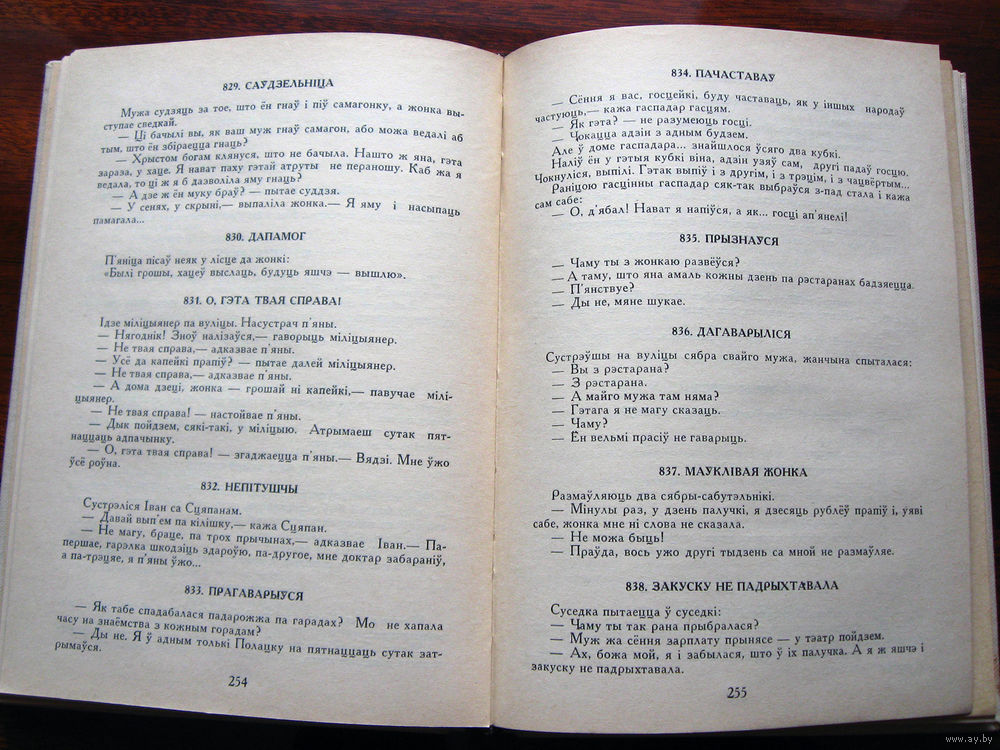 829. САУДЗЕЛЬНІЦА
Мужа судзяць за тое, што ён гнаў і піў самагонку, а жонка вы-
ступае сведкай.
— Ці бачылі вы, як ваш муж гнаў самагон, або можа ведалі аб
тым, што ён збіраецца гнаць?
— Хрыстом богам клянуся, што не бачыла. Нашто ж яна, гэта
зараза, у хаце. Я нават паху гэтай атруты не пераношу. Каб жа я
ведала, то ці ж я б дазволіла яму гнаць?
— А дзе ж ён муку браў? — пытае суддзя.
— У сенях, у скрыні,— выпаліла жонка.— Я яму і насыпаць
памагала...
830. ДАПАМОГ
П'яніца пісаў неяк у лісце да жонкі:
«Былі грошы, хацеў выслаць, будуць яшчэ — вышлю».
831. О, ГЭТА ТВАЯ СПРАВА!
Ідзе міліцыянер па вуліцы. Насустрач п'яны.
— Нягоднік! Зноў налізаўся,— гаворыць міліцыянер.
— Не твая справа,— адказвае п'яны.
— Усё да капейкі прапіў? — пытае далей міліцыянер.
— Не твая справа,— адказвае п'яны.
— А дома дзеці, жонка — грошай ні капейкі,— павучае мілі-
цыянер.
— Не твая справа! — настойвае п'яны.
— Дык пойдзем, сякі-такі, у міліцыю. Атрымаеш сутак пят-
наццаць адпачынку.
— О, гэта твая справа! — згаджаецца п'яны.— Вядзі. Мне ўжо
ўсё роўна.
832. НЕПІТУШЧЫ
Сустрэліся Іван са Сцяпанам.
— Давай вып'ем па кілішку,— кажа Сцяпан.
— Не магу, браце, па трох прычынах,— адказвае Іван.— Па-
першае, гарэлка шкодзіць здароўю, па-другое, мне доктар забараніў,
а па-трэцяе, я п'яны ўжо...
833. ПРАГАВАРЫУСЯ
— Як табе спадабалася падарожжа па гарадах? Мо не хапала
часу на знаёмства з кожным горадам?
— Ды не. Я ў адным толькі Полацку на пятнаццаць сутак зат-
рымаўся.
254
834. ПАЧАСТАВАУ
— Сёння я вас, госцейкі, буду частаваць, як у іншых народаў
частуюць,— кажа гаспадар гасцям.
— Як гэта? — не разумеюць госці.
— Чокацца адзін з адным будзем.
Але ў доме гаспадара... знайшлося ўсяго два кубкі.
Наліў ён у гэтыя кубкі віна, адзін узяў сам, другі падаў госцю.
Чокнуліся, выпілі. Гэтак выпіў і з другім, і з трэцім, і з чацвёртым...
Раніцою гасцінны гаспадар сяк-так выбраўся з-пад стала і кажа
сам сабе:
— О, д'ябал! Нават я напіўся, а як... госці ап'янелі!
835. ПРЫЗНАУСЯ
— Чаму ты з жонкаю развёўся?
— А таму, што яна амаль кожны дзень па рэстаранах бадзяецца.
— П'янствуе?
— Ды не, мяне шукае.
836. ДАГАВАРЫЛІСЯ
Сустрэўшы на вуліцы сябра свайго мужа, жанчына спыталася:
— Вы з рэстарана?
— З рэстарана.
— А майго мужа там няма?
— Гэтага я не магу сказаць.
— Чаму?
— Ён вельмі прасіў не гаварыць.
837. МАУКЛІВАЯ ЖОНКА
Размаўляюць два сябры-сабутэльнікі.
— Мінулы раз, у дзень палучкі, я дзесяць рублёў прапіў і, уяві
сабе, жонка мне ні слова не сказала.
— Не можа быць!
— Праўда, вось ужо другі тыдзень са мной не размаўляе.
838. ЗАКУСКУ НЕ ПАДРЫХТАВАЛА
Суседка пытаецца ў суседкі:
— Чаму ты так рана прыбралася?
— Муж жа сёння зарплату прынясе — у тэатр пойдзем.
— Ах, божа мой, я і забылася, што ў іх палучка. А я ж яшчэ і
закуску не падрыхтавала.
255
www.ay.by